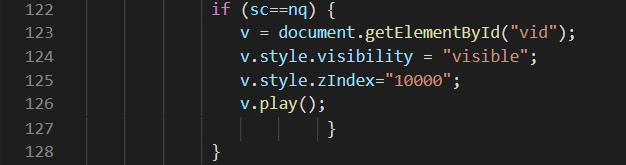 122 if (sc==nq) {
123 v = document.getElementById("vid");
124 v.style.visibility = "visible";
125 v.style.zIndex="10000";
126 v.play();
127 }
128 }